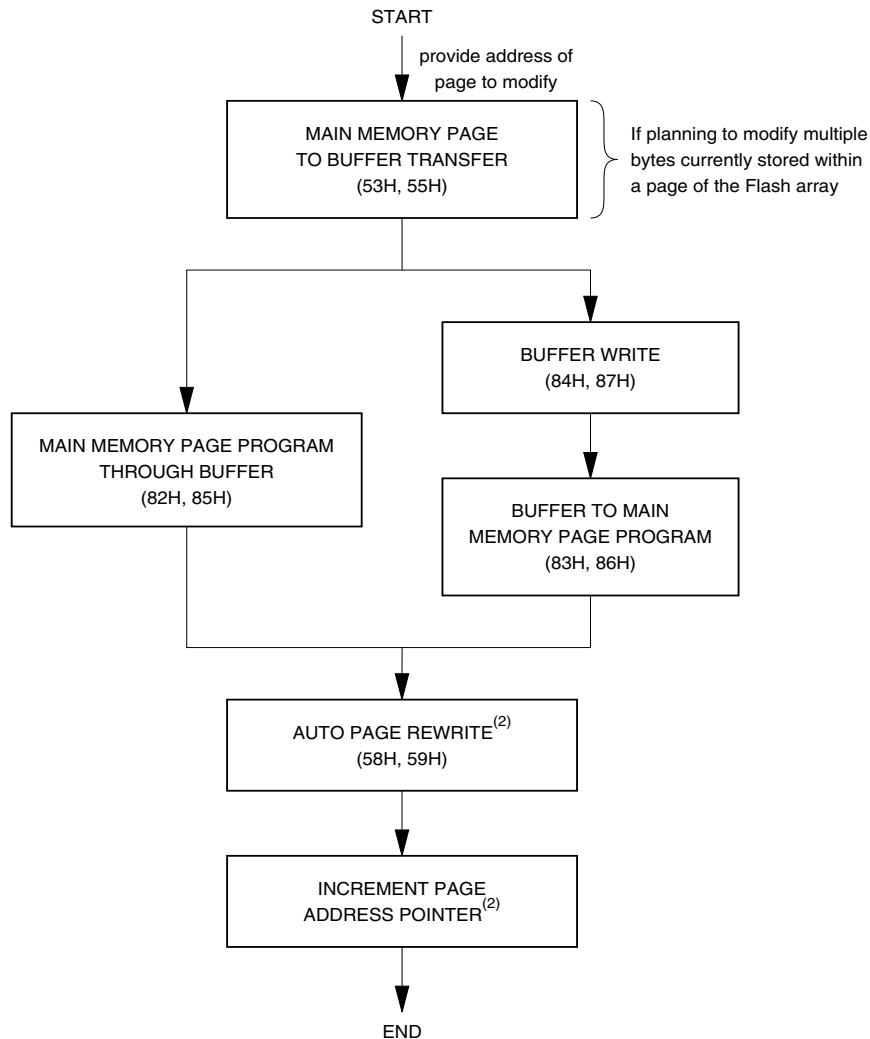 START
provide address of
page to modify
MAIN MEMORY PAGE
TO BUFFER TRANSFER
(53H, 55H)
If planning to modify multiple
bytes currently stored within
a page of the Flash array
BUFFER WRITE
(84H, 87H)
MAIN MEMORY PAGE PROGRAM
THROUGH BUFFER
(82H, 85H)
BUFFER TO MAIN
MEMORY PAGE PROGRAM
(83H, 86H)
AUTO PAGE REWRITE(2)
(58H, 59H)
INCREMENT PAGE
ADDRESS POINTER(2)
END